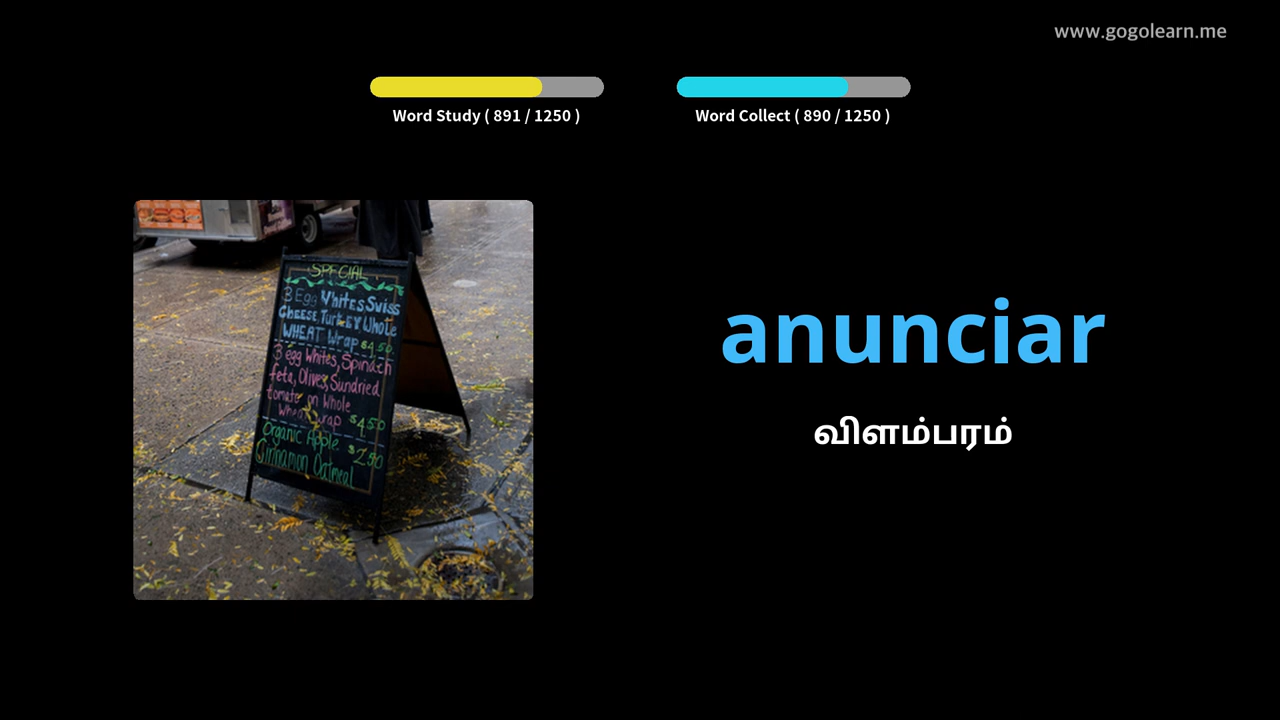 www.gogolearn.me
Word Study ( 891 / 1250 )
Word Collect ( 890 / 1250 )
SPECIAL
3 Egg Whites Swiss
Cheese, Turkey Whole
WHEAT Wrap $4.50
3 egg Whites, Spinach
feta, Olives, Sundried
tomato on Whole
Wheat Wrap $4.50
Organic Apple
Cinnamon Oatmeal $2.50
anunciar
விளம்பரம்